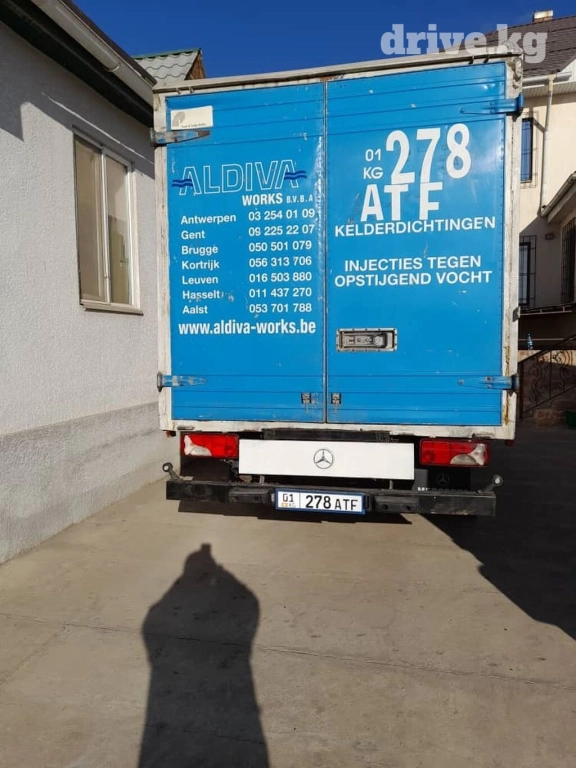 drive.kg
ALDIVA
WORKS B.V.B.A
Antwerpen 03 254 01 09
Gent 09 225 22 07
Brugge 050 501 079
Kortrijk 056 313 706
Leuven 016 503 880
Hasselt 011 437 270
Aalst 053 701 788
www.aldiva-works.be
01 278
KG
ATF
KELDERDICHTINGEN
INJECTIES TEGEN
OPSTIJGEND VOCHT
01 278 ATF
KG